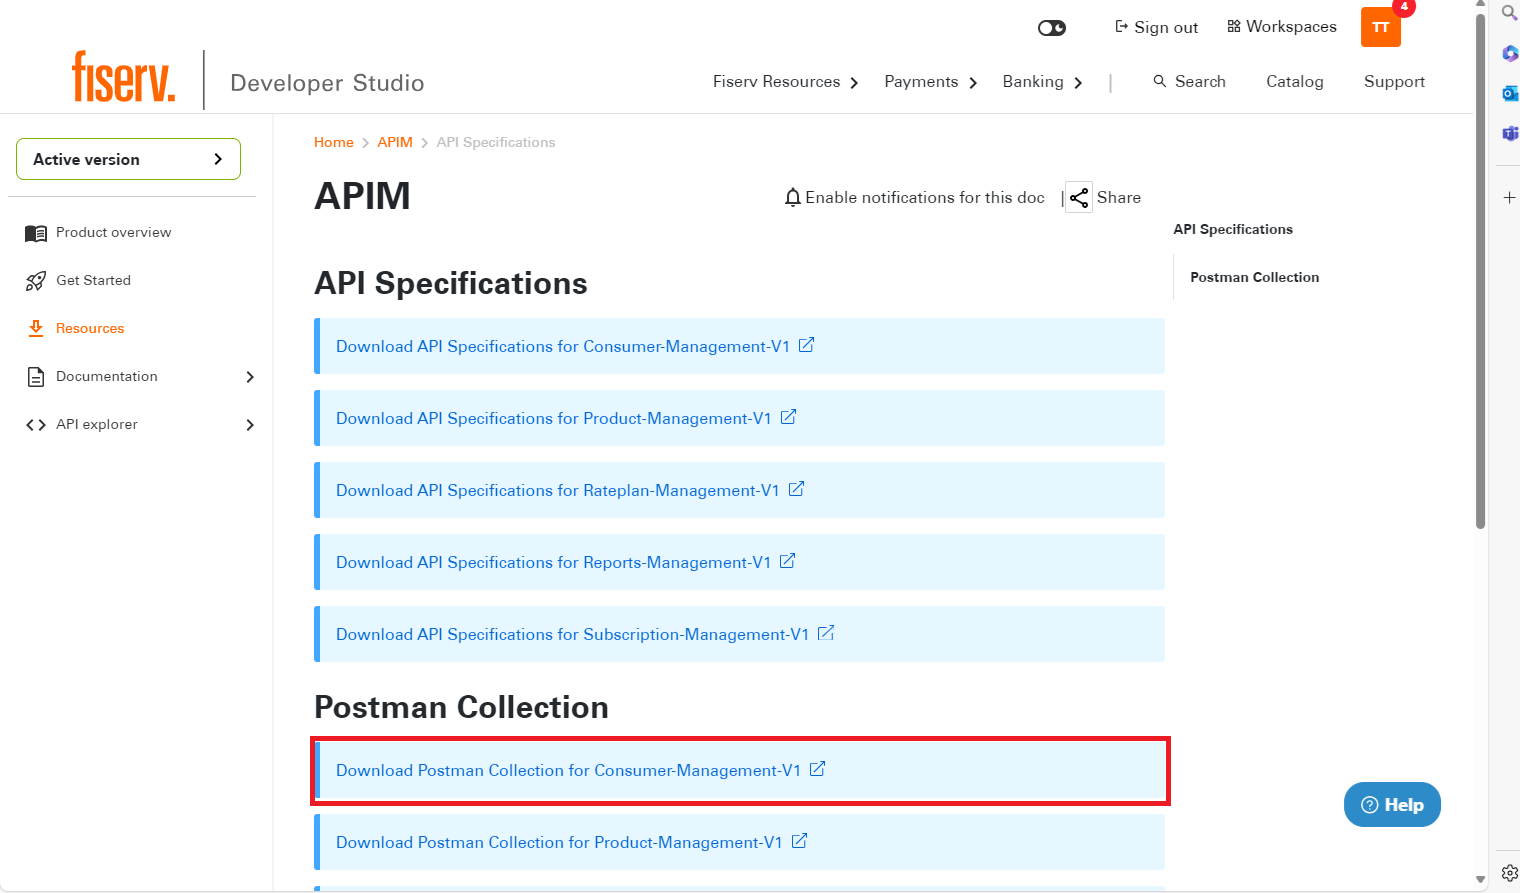 4
Sign out
Workspaces
TT
fiserv.
Developer Studio
Fiserv Resources
Payments
Banking
|
Search
Catalog
Support
Active version
Home > APIM > API Specifications
APIM
Enable notifications for this doc | Share
Product overview
Get Started
Resources
Documentation
API explorer
API Specifications
Download API Specifications for Consumer-Management-V1
Download API Specifications for Product-Management-V1
Download API Specifications for Rateplan-Management-V1
Download API Specifications for Reports-Management-V1
Download API Specifications for Subscription-Management-V1
Postman Collection
Download Postman Collection for Consumer-Management-V1
Download Postman Collection for Product-Management-V1
API Specifications
Postman Collection
Help